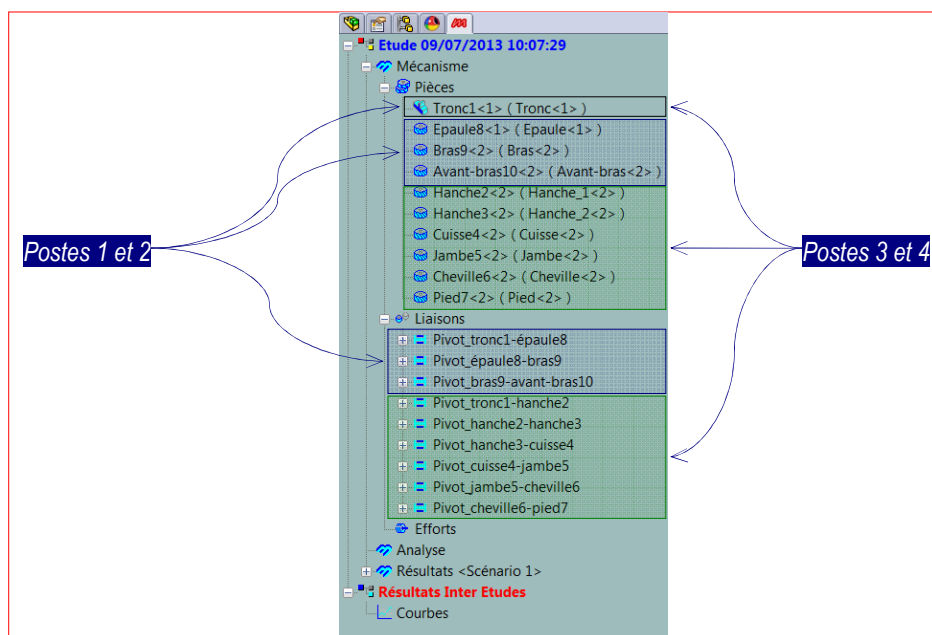 Etude 09/07/2013 10:07:29
Mécanisme
Pièces
Tronc1<1> ( Tronc<1> )
Epaule8<1> ( Epaule<1> )
Bras9<2> ( Bras<2> )
Avant-bras10<2> ( Avant-bras<2> )
Hanche2<2> ( Hanche_1<2> )
Hanche3<2> ( Hanche_2<2> )
Cuisse4<2> ( Cuisse<2> )
Postes 1 et 2
Postes 3 et 4
Jambe5<2> ( Jambe<2> )
Cheville6<2> ( Cheville<2> )
Pied7<2> ( Pied<2> )
Liaisons
Pivot_tronc1-épaule8
Pivot_épaule8-bras9
Pivot_bras9-avant-bras10
Pivot_tronc1-hanche2
Pivot_hanche2-hanche3
Pivot_hanche3-cuisse4
Pivot_cuisse4-jambe5
Pivot_jambe5-cheville6
Pivot_cheville6-pied7
Efforts
Analyse
Résultats <Scénario 1>
Résultats Inter Etudes
Courbes